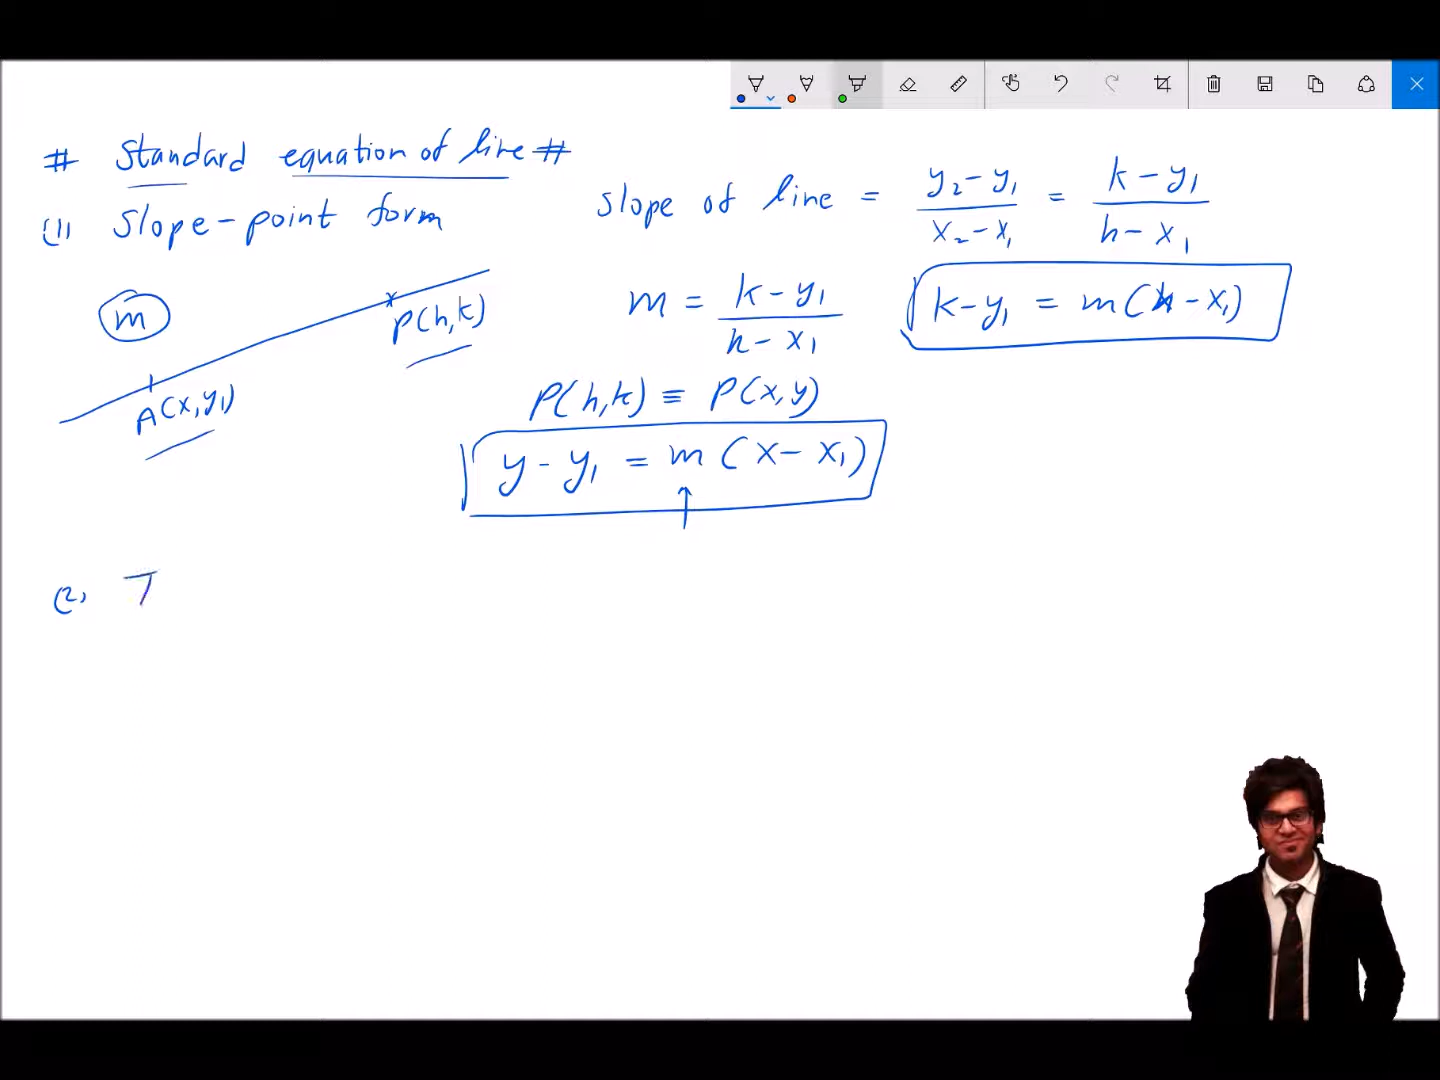 # Standard equation of line #
(1) Slope-point form
m
P(h,k)
A(x,y₁)
slope of line = y₂-y₁ / x₂-x₁ = k-y₁ / h-x₁
m = k-y₁ / h-x₁
k-y₁ = m(h-x₁)
P(h,k) ≡ P(x,y)
y-y₁ = m(x-x₁)
(2) T